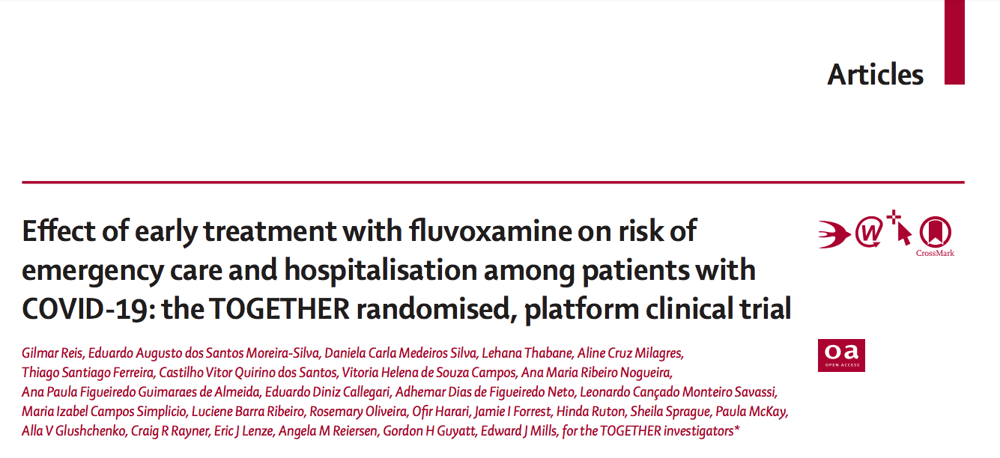 Articles
Effect of early treatment with fluvoxamine on risk of
emergency care and hospitalisation among patients with
COVID-19: the TOGETHER randomised, platform clinical trial
W
CrossMark
oa
OPEN ACCESS
Gilmar Reis, Eduardo Augusto dos Santos Moreira-Silva, Daniela Carla Medeiros Silva, Lehana Thabane, Aline Cruz Milagres,
Thiago Santiago Ferreira, Castilho Vitor Quirino dos Santos, Vitoria Helena de Souza Campos, Ana Maria Ribeiro Nogueira,
Ana Paula Figueiredo Guimaraes de Almeida, Eduardo Diniz Callegari, Adhemar Dias de Figueiredo Neto, Leonardo Cançado Monteiro Savassi,
Maria Izabel Campos Simplicio, Luciene Barra Ribeiro, Rosemary Oliveira, Ofir Harari, Jamie I Forrest, Hinda Ruton, Sheila Sprague, Paula McKay,
Alla V Glushchenko, Craig R Rayner, Eric J Lenze, Angela M Reiersen, Gordon H Guyatt, Edward J Mills, for the TOGETHER investigators*